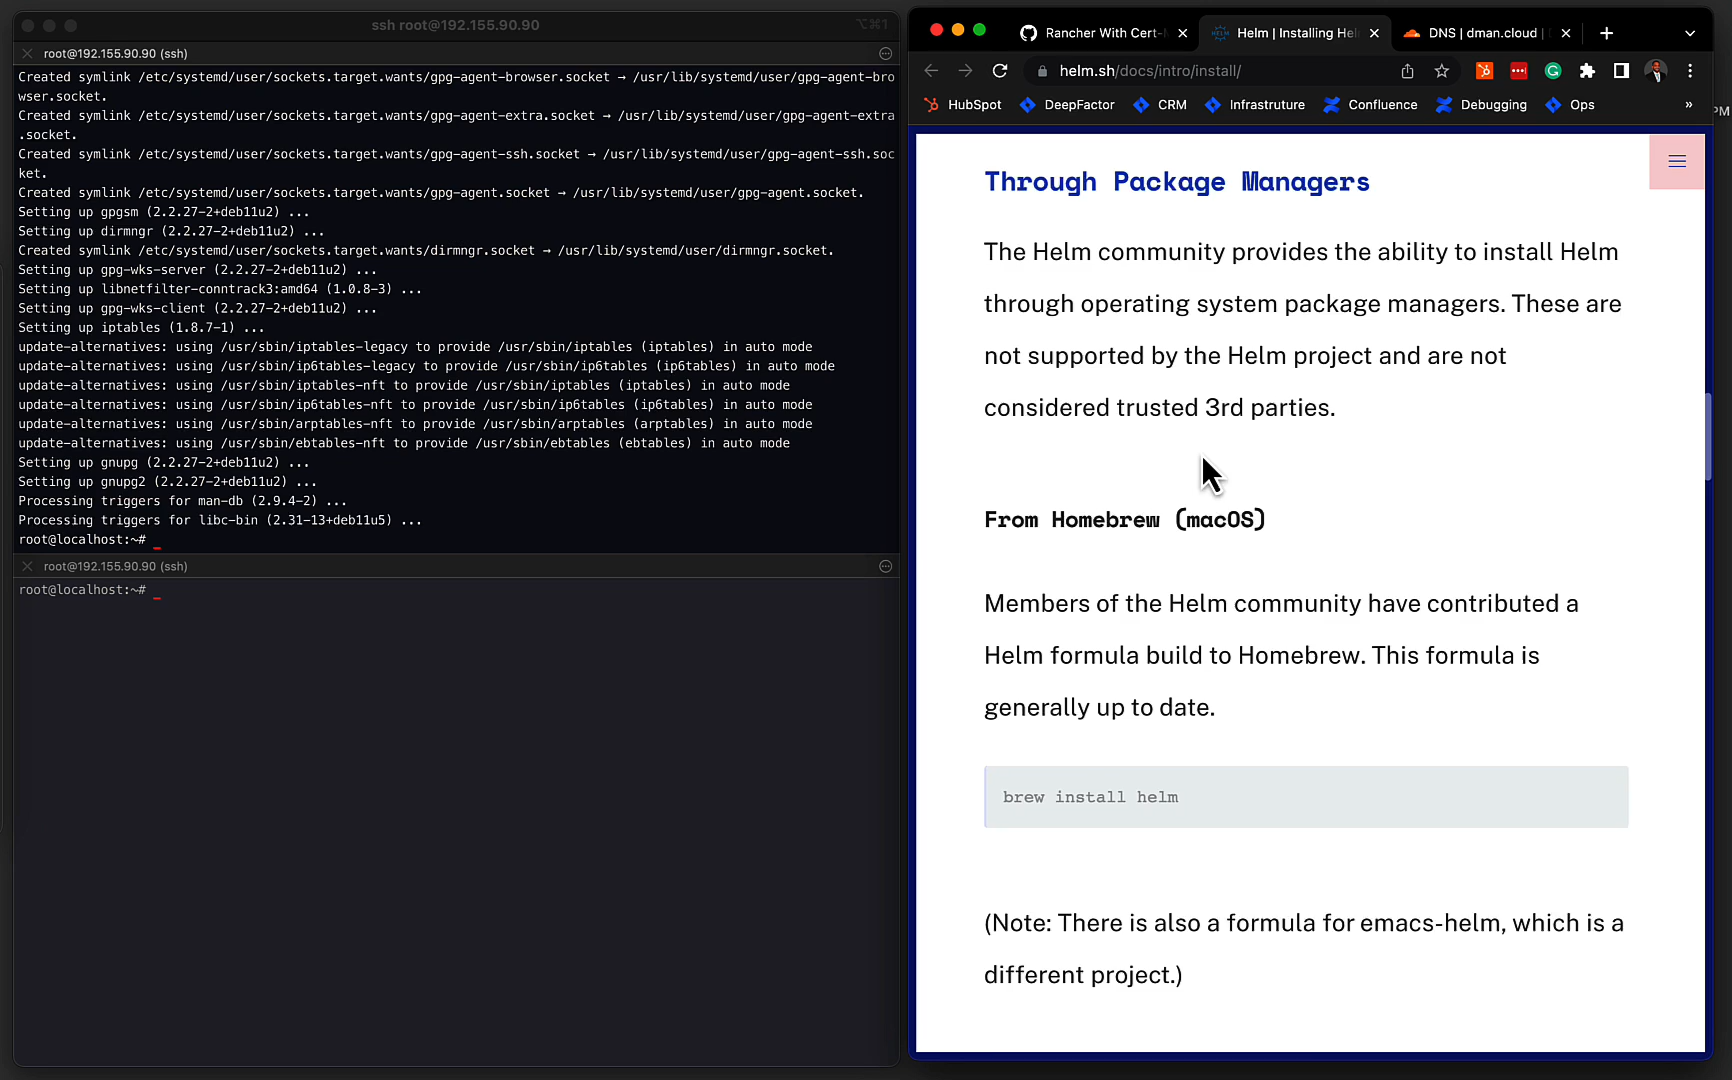 ssh root@192.155.90.90
⌥⌘1
root@192.155.90.90 (ssh)
Created symlink /etc/systemd/user/sockets.target.wants/gpg-agent-browser.socket → /usr/lib/systemd/user/gpg-agent-bro
wser.socket.
Created symlink /etc/systemd/user/sockets.target.wants/gpg-agent-extra.socket → /usr/lib/systemd/user/gpg-agent-extra
.socket.
Created symlink /etc/systemd/user/sockets.target.wants/gpg-agent-ssh.socket → /usr/lib/systemd/user/gpg-agent-ssh.soc
ket.
Created symlink /etc/systemd/user/sockets.target.wants/gpg-agent.socket → /usr/lib/systemd/user/gpg-agent.socket.
Setting up gpgsm (2.2.27-2+deb11u2) ...
Setting up dirmngr (2.2.27-2+deb11u2) ...
Created symlink /etc/systemd/user/sockets.target.wants/dirmngr.socket → /usr/lib/systemd/user/dirmngr.socket.
Setting up gpg-wks-server (2.2.27-2+deb11u2) ...
Setting up libnetfilter-conntrack3:amd64 (1.0.8-3) ...
Setting up gpg-wks-client (2.2.27-2+deb11u2) ...
Setting up iptables (1.8.7-1) ...
update-alternatives: using /usr/sbin/iptables-legacy to provide /usr/sbin/iptables (iptables) in auto mode
update-alternatives: using /usr/sbin/ip6tables-legacy to provide /usr/sbin/ip6tables (ip6tables) in auto mode
update-alternatives: using /usr/sbin/iptables-nft to provide /usr/sbin/iptables (iptables) in auto mode
update-alternatives: using /usr/sbin/ip6tables-nft to provide /usr/sbin/ip6tables (ip6tables) in auto mode
update-alternatives: using /usr/sbin/arptables-nft to provide /usr/sbin/arptables (arptables) in auto mode
update-alternatives: using /usr/sbin/ebtables-nft to provide /usr/sbin/ebtables (ebtables) in auto mode
Setting up gnupg (2.2.27-2+deb11u2) ...
Setting up gnupg2 (2.2.27-2+deb11u2) ...
Processing triggers for man-db (2.9.4-2) ...
Processing triggers for libc-bin (2.31-13+deb11u5) ...
root@localhost:~#
root@192.155.90.90 (ssh)
root@localhost:~#
Rancher With Cert-
Helm | Installing Hel
DNS | dman.cloud |
helm.sh/docs/intro/install/
HubSpot DeepFactor CRM Infrastruture Confluence Debugging Ops »
PM
Through Package Managers
The Helm community provides the ability to install Helm
through operating system package managers. These are
not supported by the Helm project and are not
considered trusted 3rd parties.
From Homebrew (macOS)
Members of the Helm community have contributed a
Helm formula build to Homebrew. This formula is
generally up to date.
brew install helm
(Note: There is also a formula for emacs-helm, which is a
different project.)